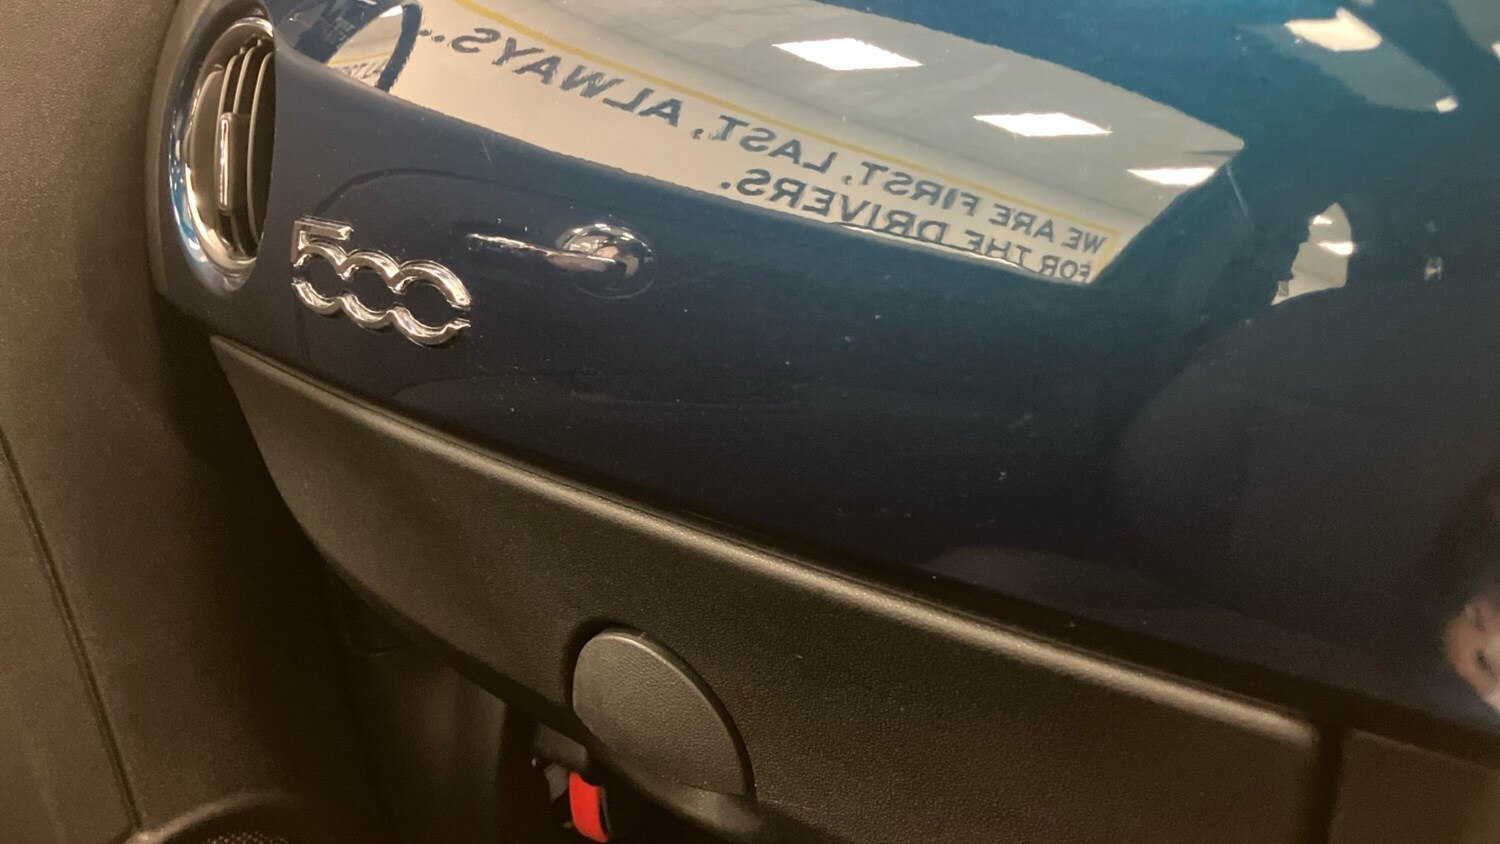 500
WE ARE FIRST, LAST, ALWAYS..
FOR THE DRIVERS.